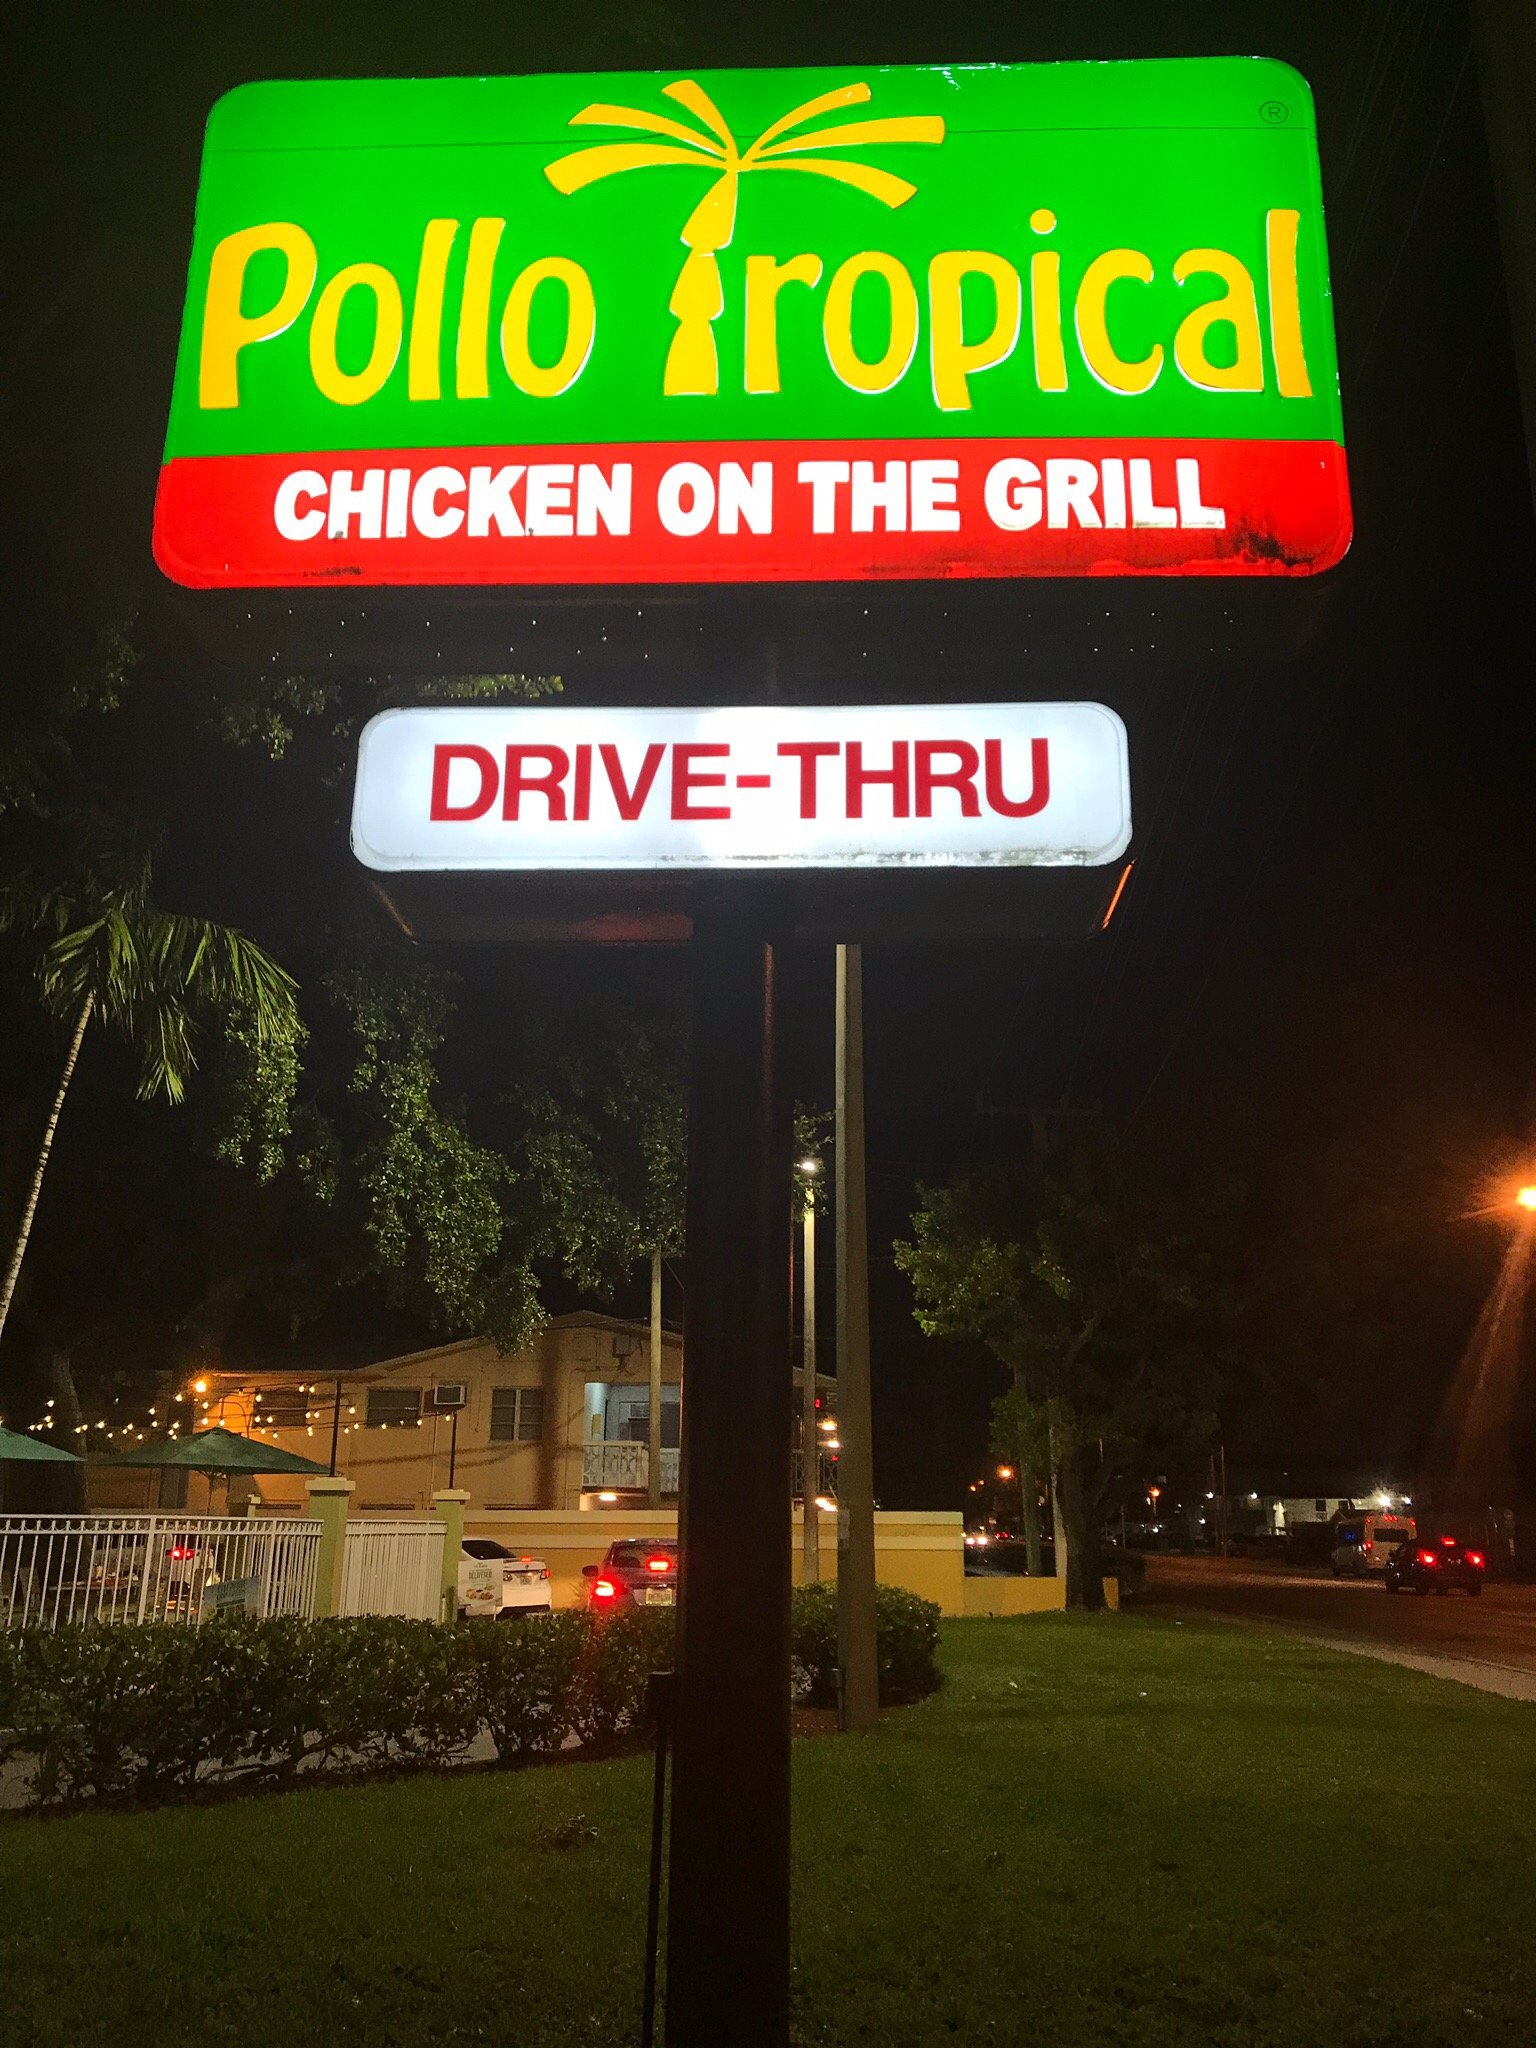 Pollo Tropical ®
CHICKEN ON THE GRILL
DRIVE-THRU